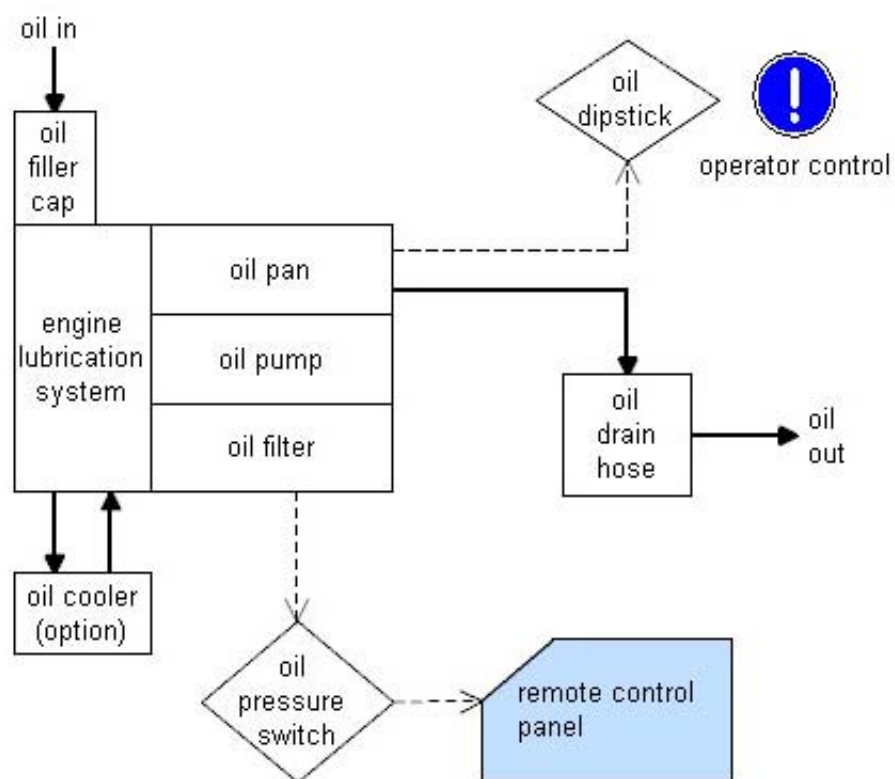 oil in
oil
filler
cap
oil
dipstick
operator control
engine
lubrication
system
oil pan
oil pump
oil filter
oil
drain
hose
oil
out
oil cooler
(option)
oil
pressure
switch
remote control
panel